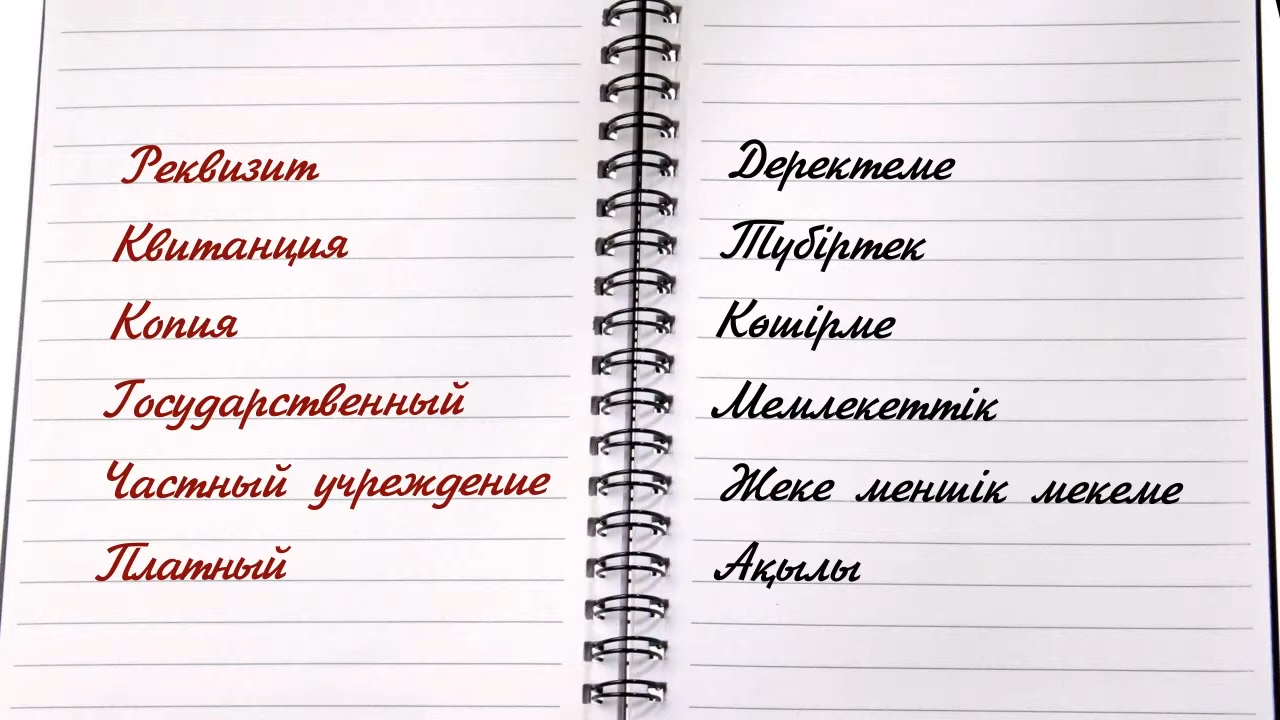 Реквизит
Квитанция
Копия
Государственный
Частный учреждение
Платный
Деректеме
Түбіртек
Көшірме
Мемлекеттік
Жеке меншік мекеме
Ақылы